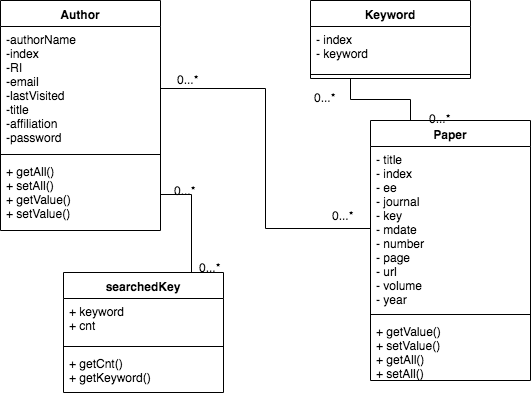 Author
-authorName
-index
-RI
-email
-lastVisited
-title
-affiliation
-password
+ getAll()
+ setAll()
+ getValue()
+ setValue()
Keyword
- index
- keyword
0...*
0...*
0...*
0...*
0...*
0...*
Paper
- title
- index
- ee
- journal
- key
- mdate
- number
- page
- url
- volume
- year
+ getValue()
+ setValue()
+ getAll()
+ setAll()
searchedKey
+ keyword
+ cnt
+ getCnt()
+ getKeyword()